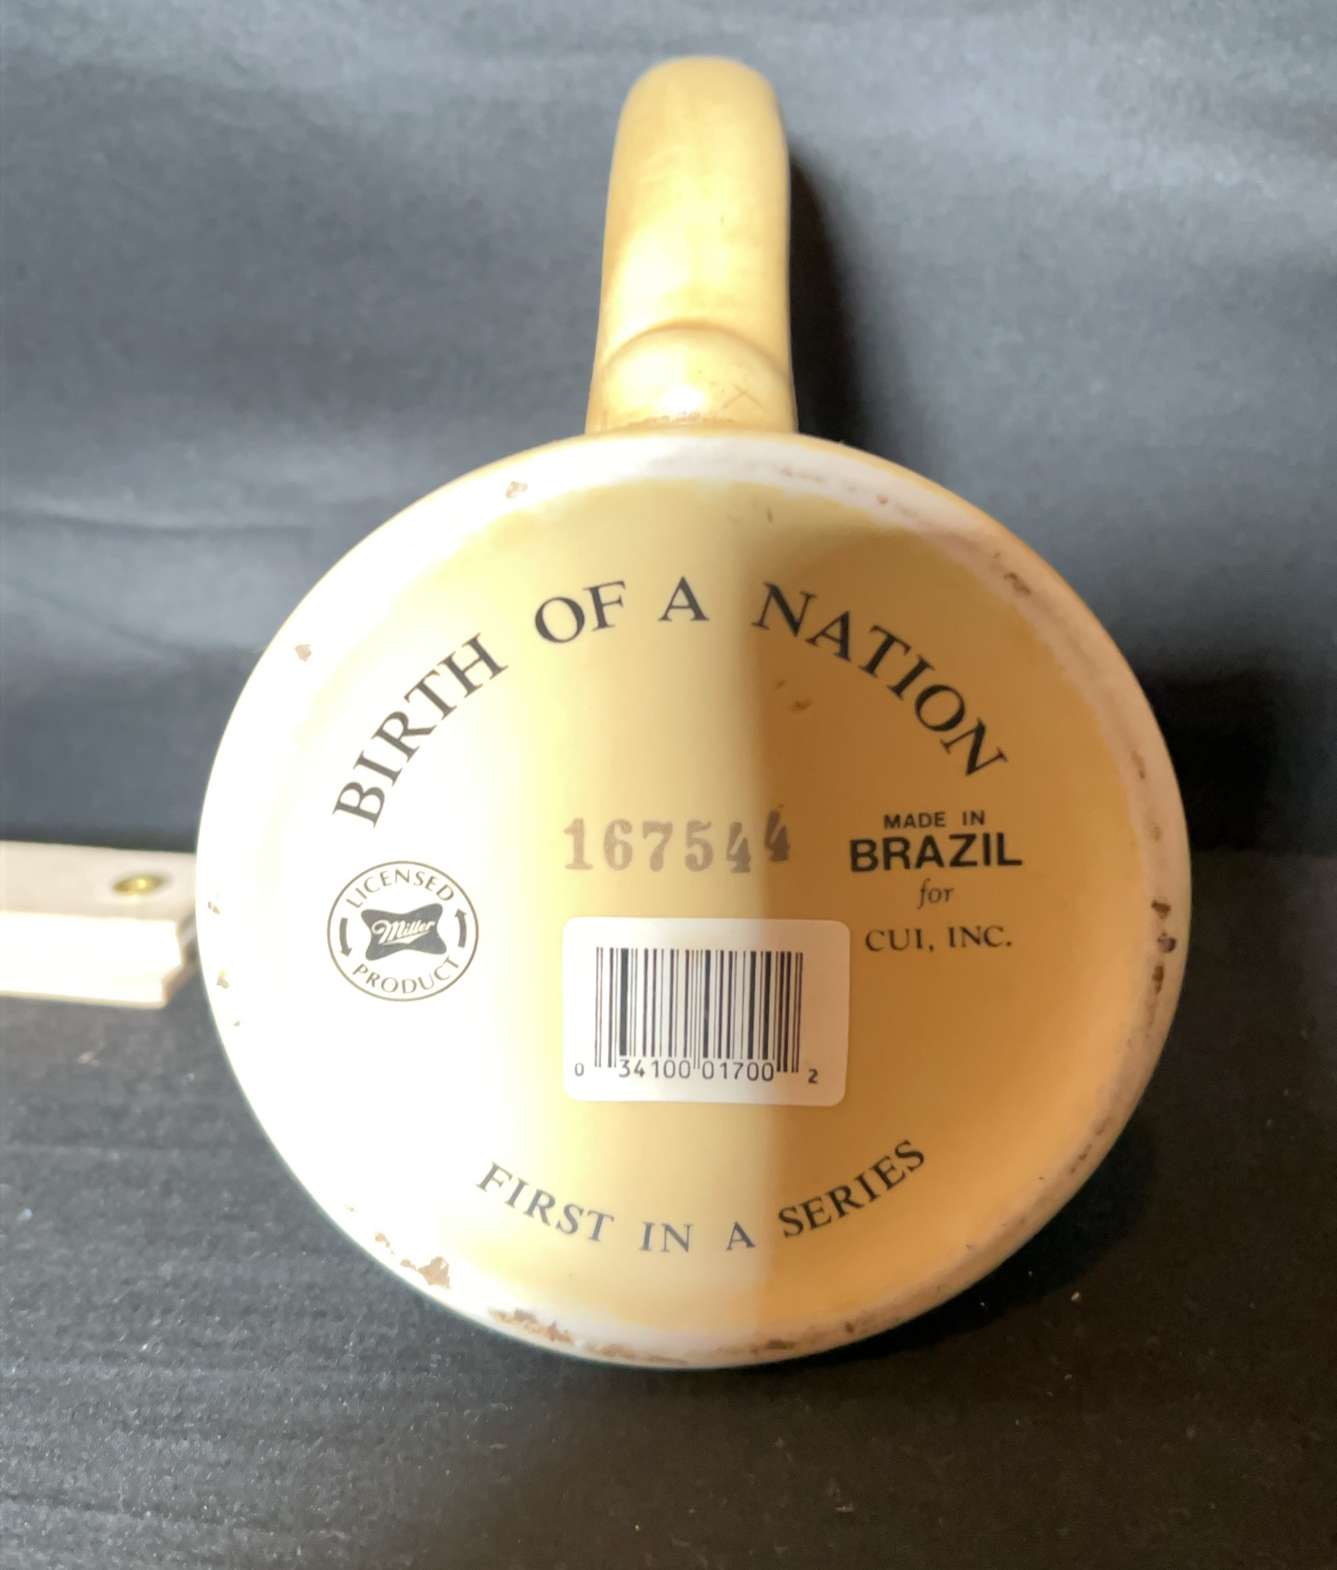 BIRTH OF A NATION
167544
MADE IN
BRAZIL
for
CUI, INC.
LICENSED
Miller
PRODUCT
0 34100 01700 2
FIRST IN A SERIES